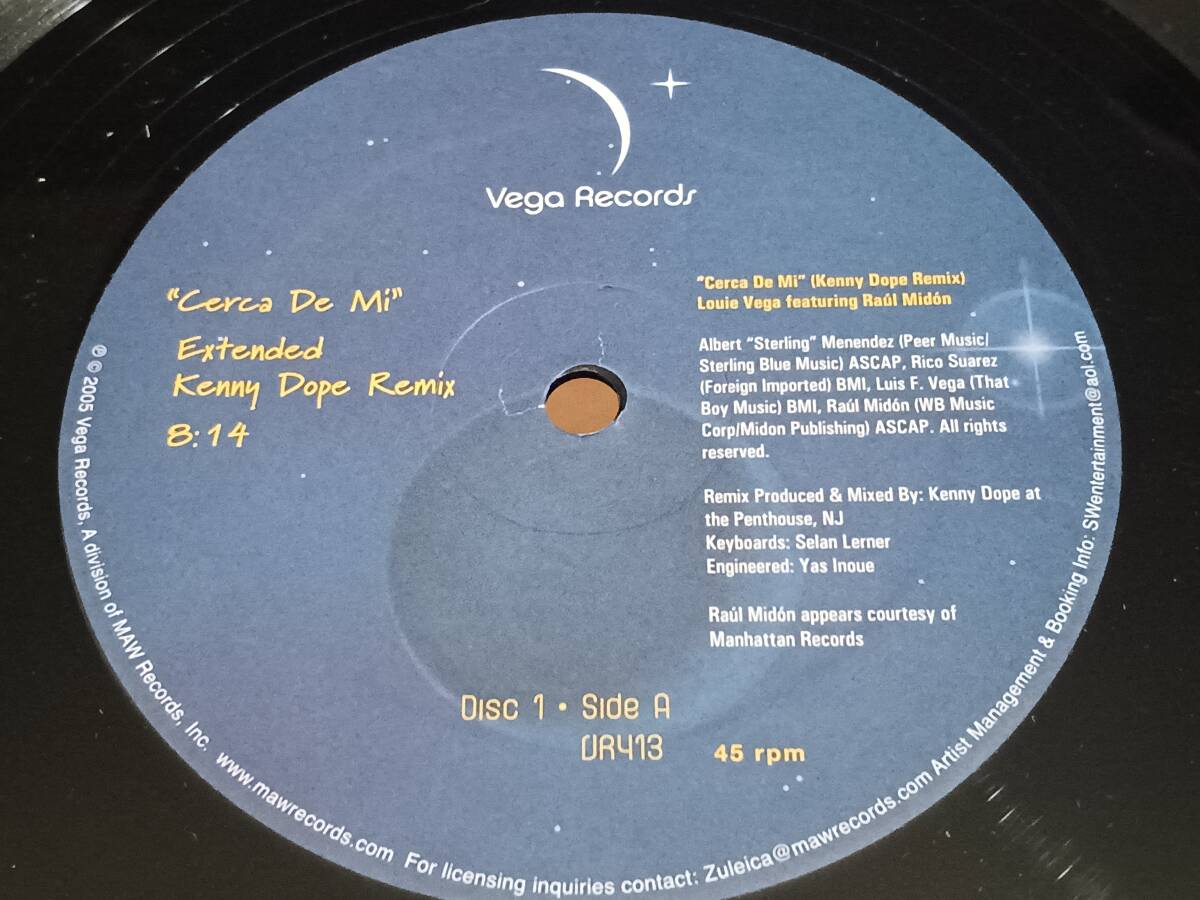 Vega Records
"Cerca De Mi"
Extended
Kenny Dope Remix
8:14
"Cerca De Mi" (Kenny Dope Remix)
Louie Vega featuring Raúl Midón
Albert "Sterling" Menendez (Peer Music/
Sterling Blue Music) ASCAP, Rico Suarez
(Foreign Imported) BMI, Luis F. Vega (That
Boy Music) BMI, Raúl Midón (WB Music
Corp/Midon Publishing) ASCAP. All rights
reserved.
Remix Produced & Mixed By: Kenny Dope at
the Penthouse, NJ
Keyboards: Selan Lerner
Engineered: Yas Inoue
Raúl Midón appears courtesy of
Manhattan Records
Disc 1 • Side A
VR413
45 rpm
℗ © 2005 Vega Records, A division of MAW Records, Inc. www.mawrecords.com For licensing inquiries contact: Zuleica@mawrecords.com Artist Management & Booking Info: SWentertainment@aol.com